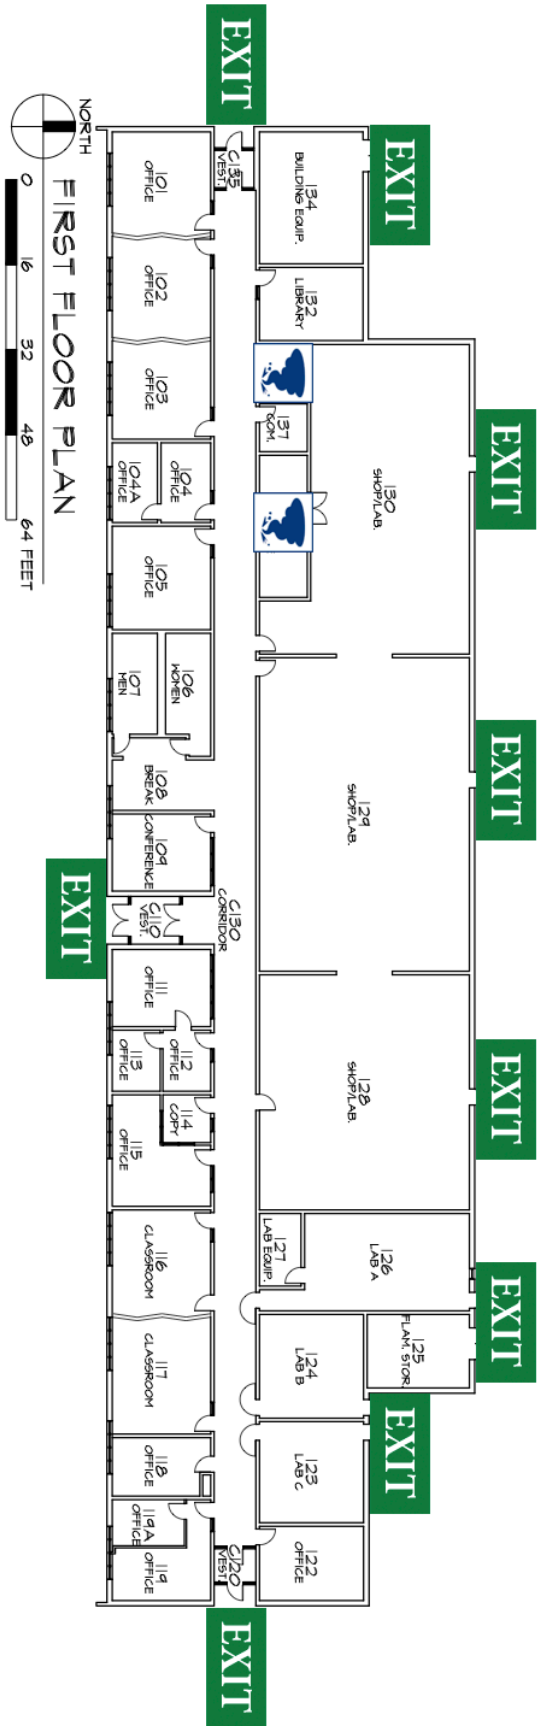 EXIT
EXIT
EXIT
EXIT
EXIT
EXIT
EXIT
EXIT
EXIT
NORTH
FIRST FLOOR PLAN
0 16 32 48 64 FEET
101
OFFICE
102
OFFICE
103
OFFICE
104
OFFICE
104A
OFFICE
105
OFFICE
106
WOMEN
107
MEN
108
BREAK
109
CONFERENCE
C110
VEST.
C130
CORRIDOR
111
OFFICE
112
OFFICE
113
OFFICE
114
COPY
115
OFFICE
116
CLASSROOM
117
CLASSROOM
118
OFFICE
119A
OFFICE
119
OFFICE
C120
VEST.
122
OFFICE
123
LAB C
124
LAB B
125
FLAM. STOR.
126
LAB A
127
LAB EQUIP.
128
SHOP/LAB.
129
SHOP/LAB.
130
SHOP/LAB.
137
COM.
132
LIBRARY
134
BUILDING EQUIP.
C135
VEST.